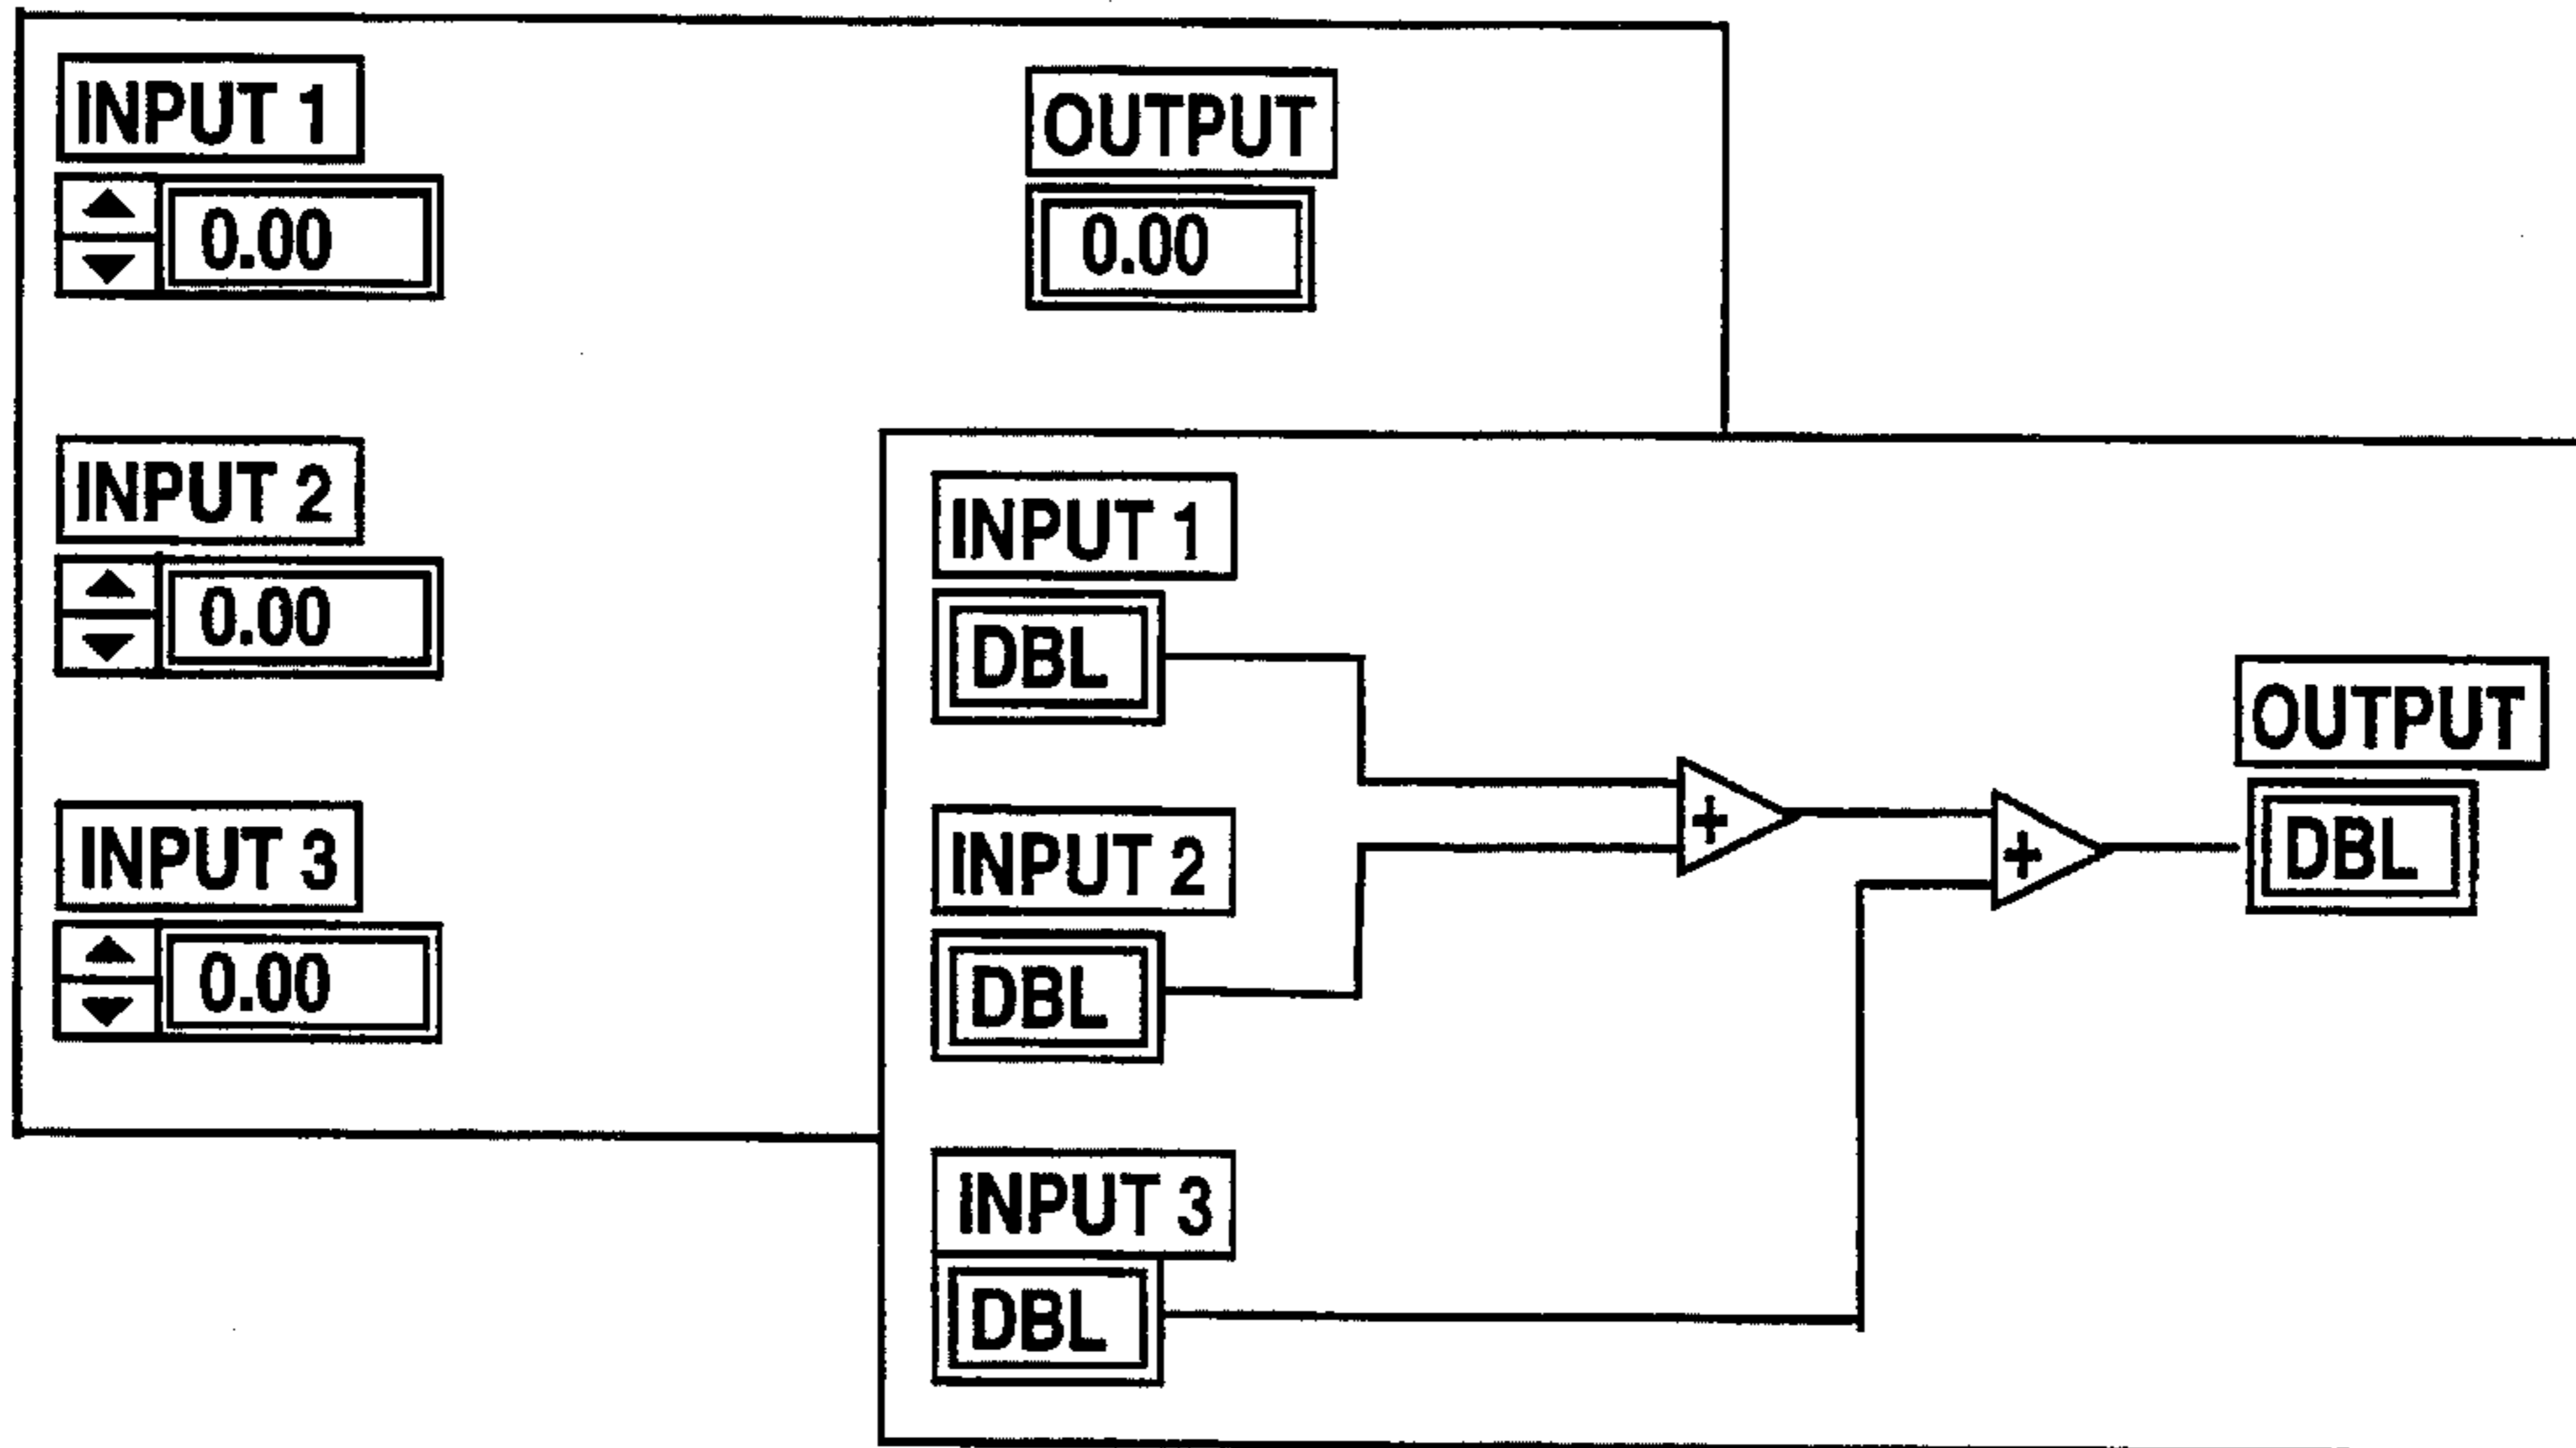 INPUT 1
0.00
OUTPUT
0.00
INPUT 2
0.00
INPUT 3
0.00
INPUT 1
DBL
INPUT 2
DBL
INPUT 3
DBL
+
+
OUTPUT
DBL